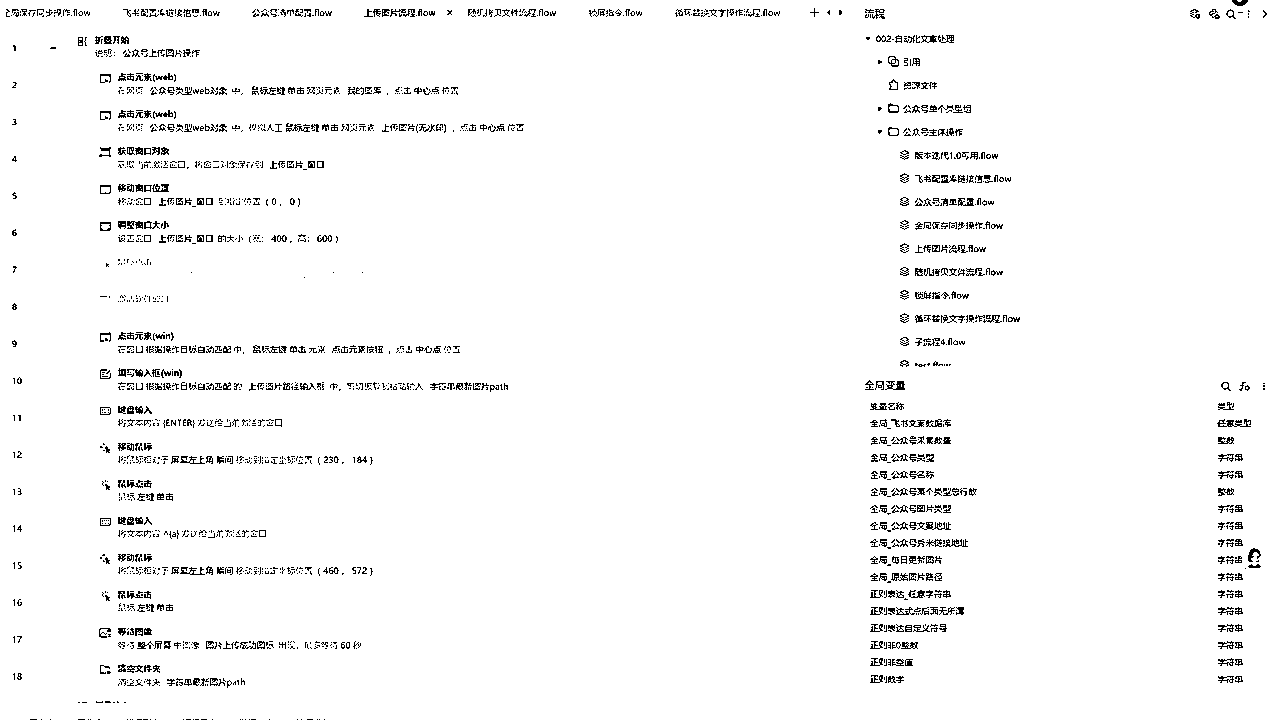 全局保存同步操作.flow 飞书配置库链接信息.flow 公众号清单配置.flow 上传图片流程.flow × 随机拷贝文件流程.flow 锁屏指令.flow 循环替换文字操作流程.flow
流程
1 折叠开始
说明: 公众号上传图片操作
2 点击元素(web)
在网页 公众号类型web对象 中, 鼠标左键 单击 网页元素 我的图库 , 点击 中心点 位置
3 点击元素(web)
在网页 公众号类型web对象 中, 模拟人工 鼠标左键 单击 网页元素 上传图片(无水印) , 点击 中心点 位置
4 获取窗口对象
获取当前激活窗口, 将窗口对象保存到 上传图片_窗口
5 移动窗口位置
移动窗口 上传图片_窗口 到指定位置 ( 0 , 0 )
6 调整窗口大小
设置窗口 上传图片_窗口 的大小 ( 宽: 400 , 高: 600 )
7
8
9 点击元素(win)
在窗口 根据操作目标自动匹配 中, 鼠标左键 单击 元素 点击元素按钮 , 点击 中心点 位置
10 填写输入框(win)
在窗口 根据操作目标自动匹配 的 上传图片路径输入框 中, 字符串最新图片path
11 键盘输入
将文本内容 {ENTER} 发送给当前激活的窗口
12 移动鼠标
将鼠标相对于 屏幕左上角 瞬间 移动到指定坐标位置 ( 230 , 184 )
13 鼠标点击
鼠标 左键 单击
14 键盘输入
将文本内容 ^{a} 发送给当前激活的窗口
15 移动鼠标
将鼠标相对于 屏幕左上角 瞬间 移动到指定坐标位置 ( 460 , 572 )
16 鼠标点击
鼠标 左键 单击
17 等待图像
等待 整个屏幕 中图像 图片上传成功图标 出现, 最多等待 60 秒
18 清空文件夹
清空文件夹 字符串最新图片path
002-自动化文章处理
引用
资源文件
公众号单个类型组
公众号主体操作
版本迭代1.0可用.flow
飞书配置库链接信息.flow
公众号清单配置.flow
全局保存同步操作.flow
上传图片流程.flow
随机拷贝文件流程.flow
锁屏指令.flow
循环替换文字操作流程.flow
子流程4.flow
test.flow
全局变量
变量名称 类型
全局_飞书文案数据库 任意类型
全局_公众号采集数量 整数
全局_公众号类型 字符串
全局_公众号名称 字符串
全局_公众号某个类型总行数 整数
全局_公众号图片类型 字符串
全局_公众号文案地址 字符串
全局_公众号秀米链接地址 字符串
全局_每日更新图片 字符串
全局_原始图片路径 字符串
正则表达_任意字符串 字符串
正则表达式点后面无所谓 字符串
正则表达自定义符号 字符串
正则非0整数 字符串
正则非空值 字符串
正则数字 字符串